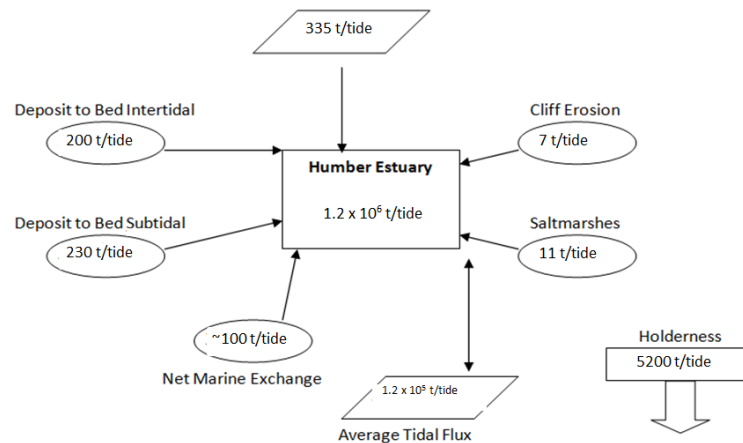 335 t/tide
Deposit to Bed Intertidal
200 t/tide
Cliff Erosion
7 t/tide
Humber Estuary
1.2 x 10⁶ t/tide
Deposit to Bed Subtidal
230 t/tide
Saltmarshes
11 t/tide
~100 t/tide
Net Marine Exchange
1.2 x 10⁵ t/tide
Average Tidal Flux
Holderness
5200 t/tide